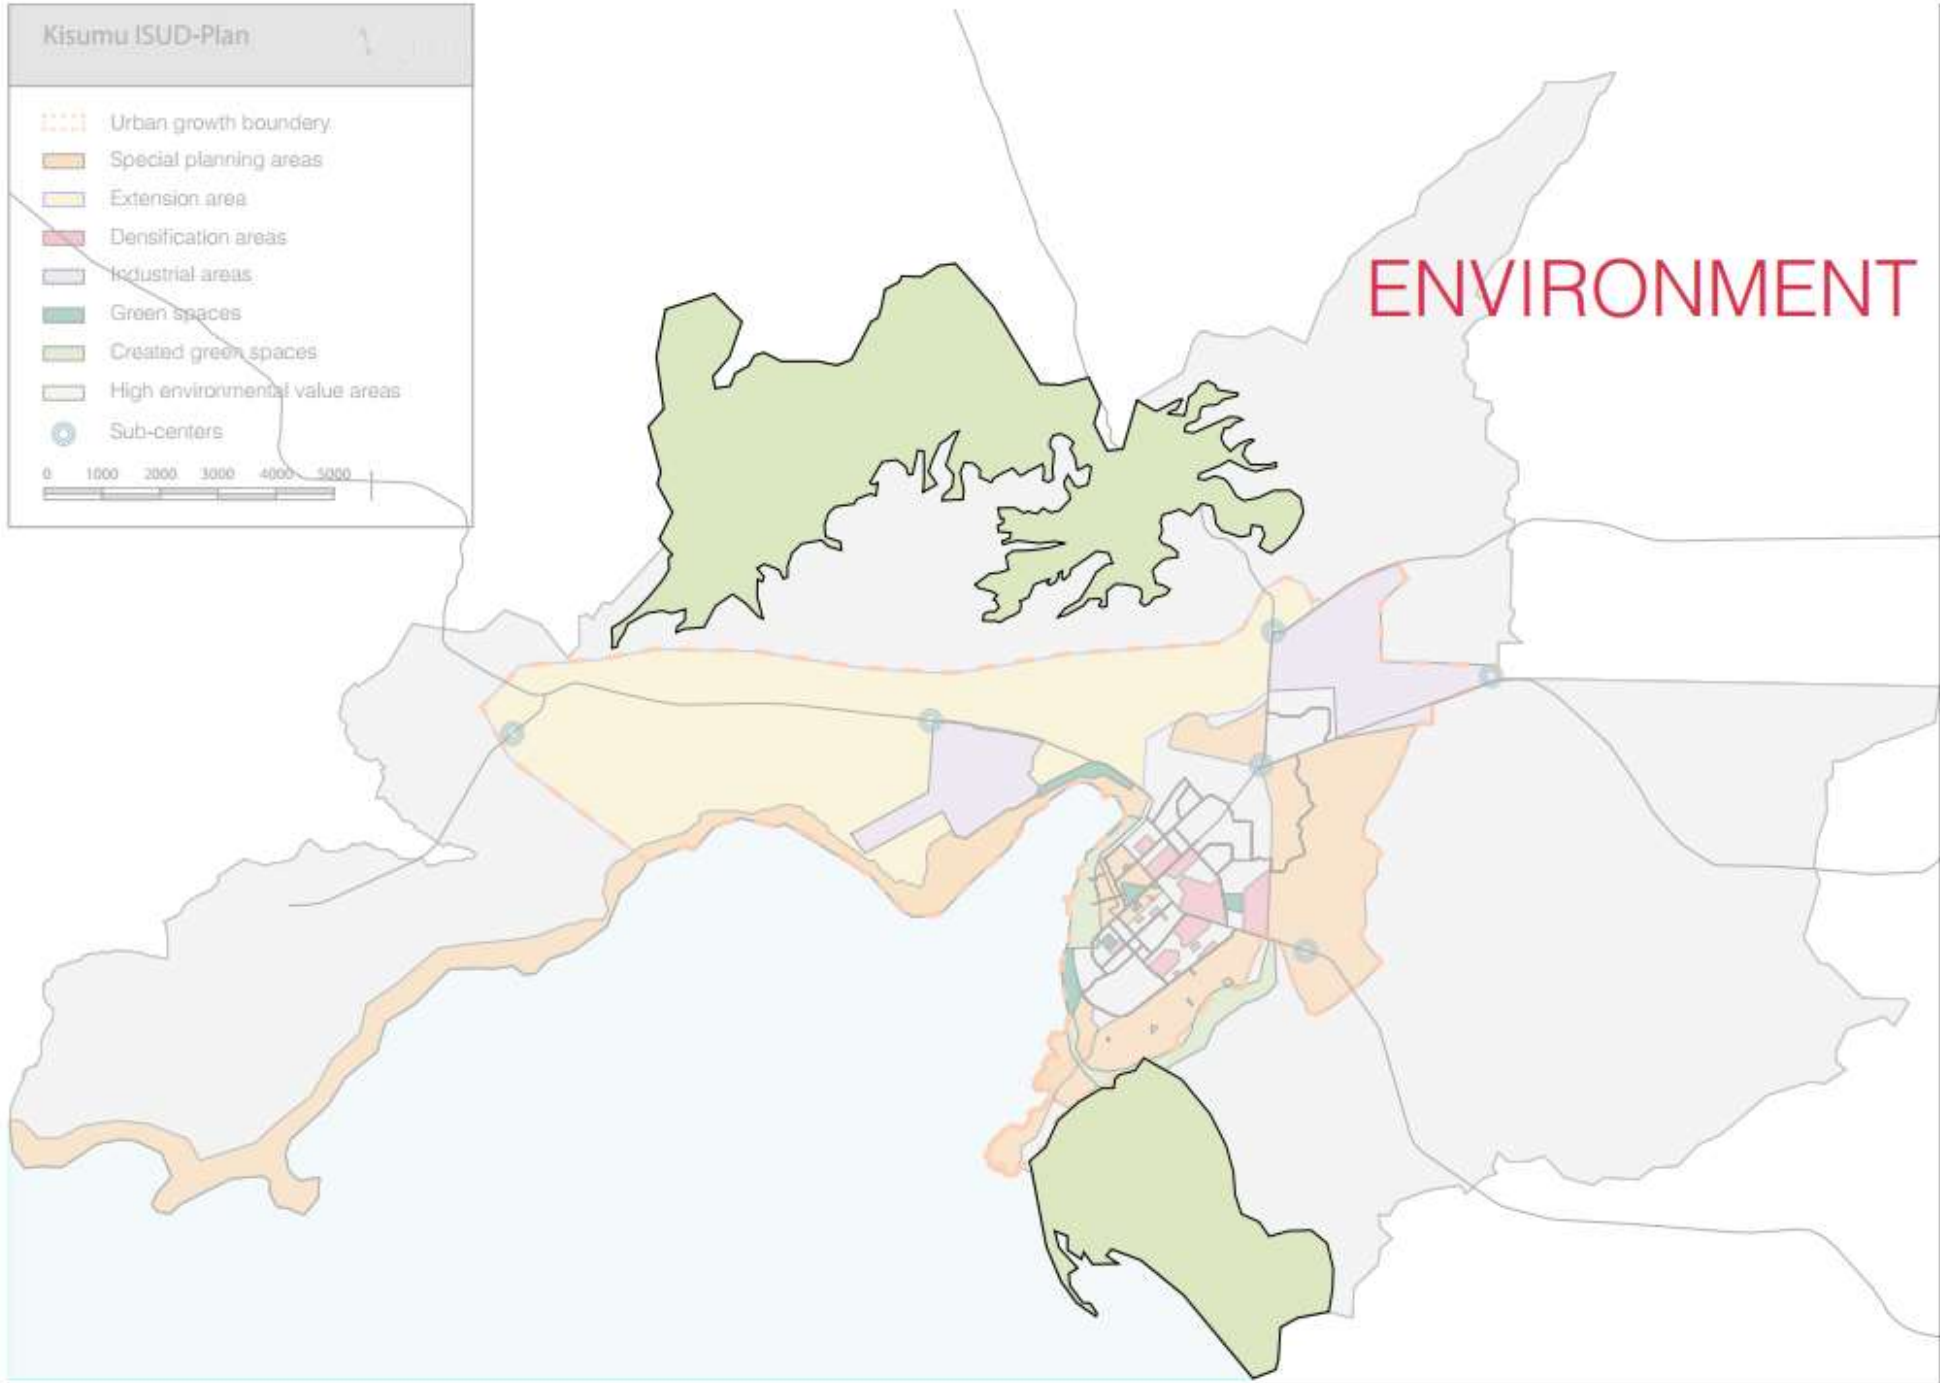 Kisumu ISUD-Plan
Urban growth boundery
Special planning areas
Extension area
Densification areas
Industrial areas
Green spaces
Created green spaces
High environmental value areas
Sub-centers
0 1000 2000 3000 4000 5000
ENVIRONMENT